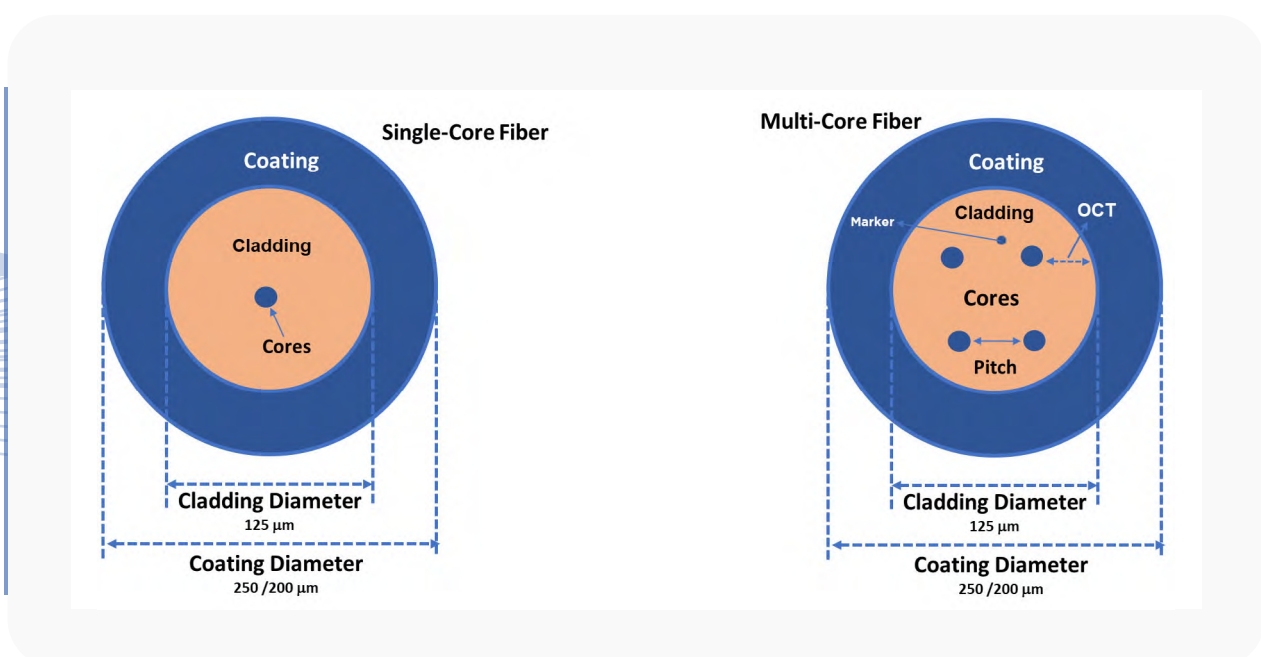 Single-Core Fiber
Coating
Cladding
Cores
Cladding Diameter
125 µm
Coating Diameter
250 /200 µm
Multi-Core Fiber
Coating
Cladding
OCT
Marker
Cores
Pitch
Cladding Diameter
125 µm
Coating Diameter
250 /200 µm